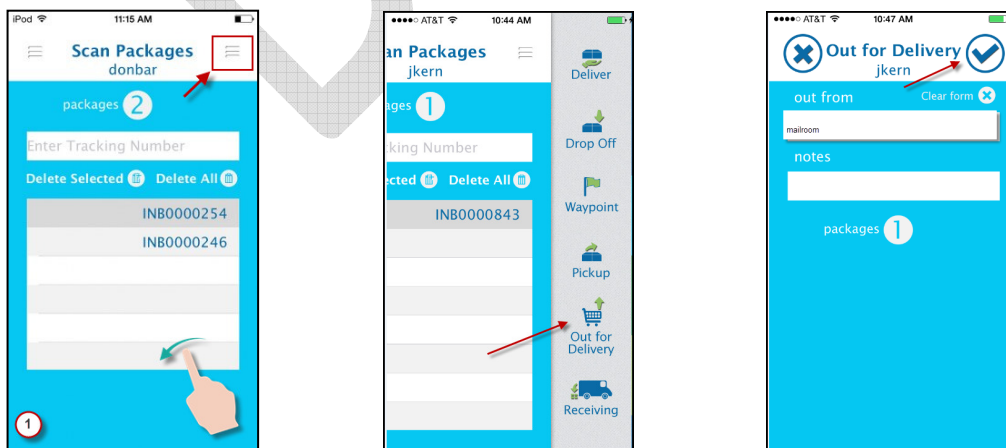 iPod 11:15 AM
Scan Packages
donbar
packages 2
Enter Tracking Number
Delete Selected Delete All
INB0000254
INB0000246
1
AT&T 10:44 AM
an Packages
jkern
ages 1
king Number
ected Delete All
INB0000843
Deliver
Drop Off
Waypoint
Pickup
Out for
Delivery
Receiving
AT&T 10:47 AM
Out for Delivery
jkern
out from Clear form
mailroom
notes
packages 1